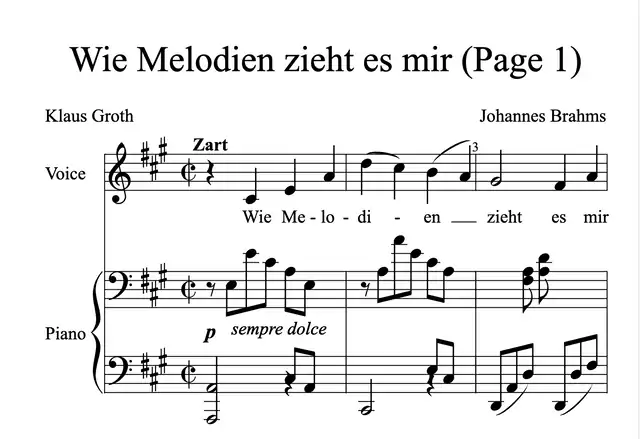 Wie Melodien zieht es mir (Page 1)
Klaus Groth
Johannes Brahms
Zart
3
Voice
Wie Me - lo - di - en __ zieht es mir
p sempre dolce
Piano